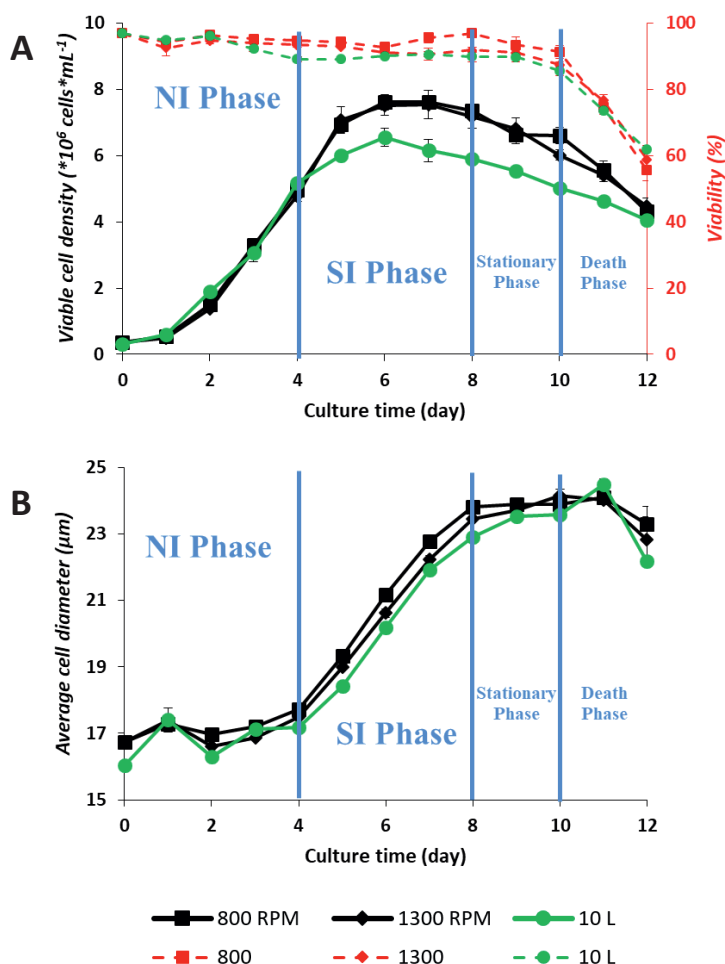 A
Viable cell density (*10⁶ cells*mL⁻¹)
10
8
6
4
2
0
NI Phase
SI Phase
Stationary
Phase
Death
Phase
100
80
60
40
20
0
Viability (%)
0 2 4 6 8 10 12
Culture time (day)
B
Average cell diameter (µm)
25
23
21
19
17
15
NI Phase
SI Phase
Stationary
Phase
Death
Phase
0 2 4 6 8 10 12
Culture time (day)
800 RPM 1300 RPM 10 L
800 1300 10 L